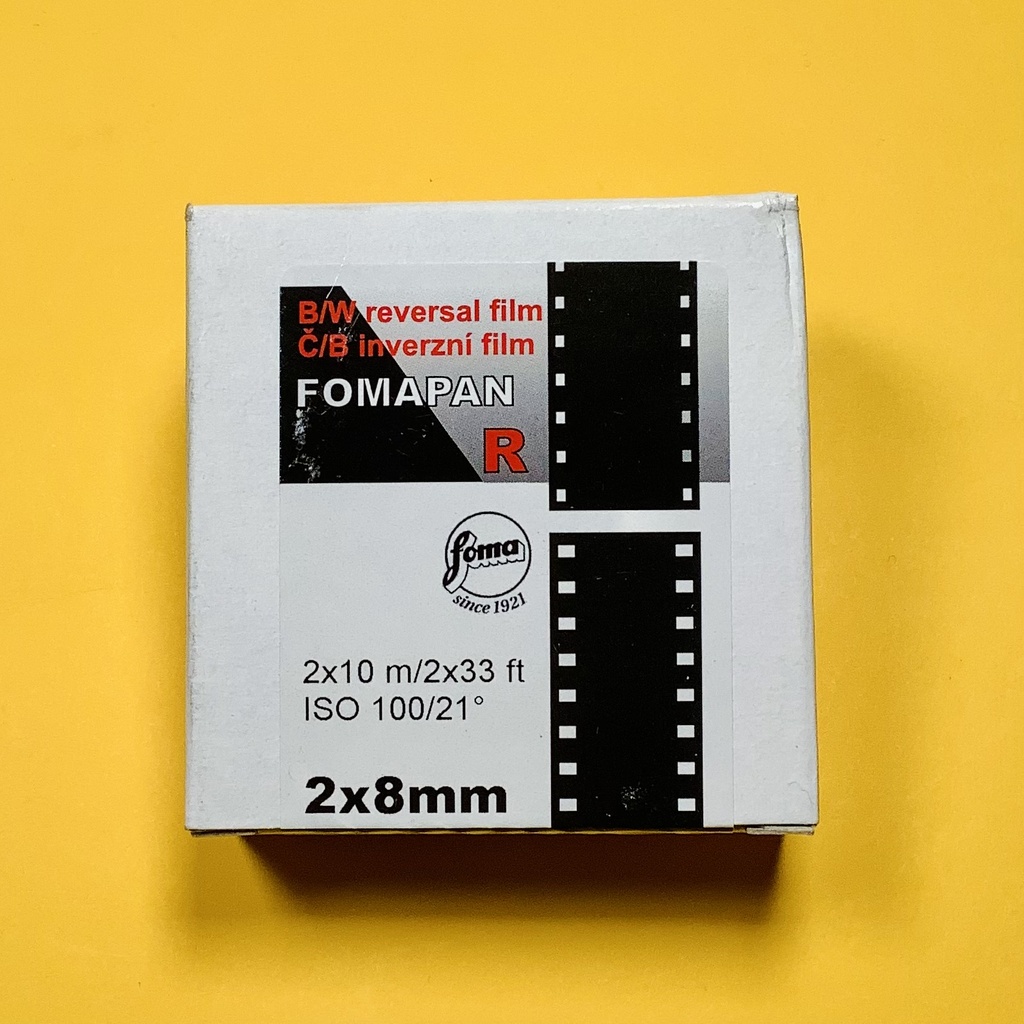 B/W reversal film
Č/B inverzní film
FOMAPAN
R
foma
since 1921
2x10 m/2x33 ft
ISO 100/21°
2x8mm